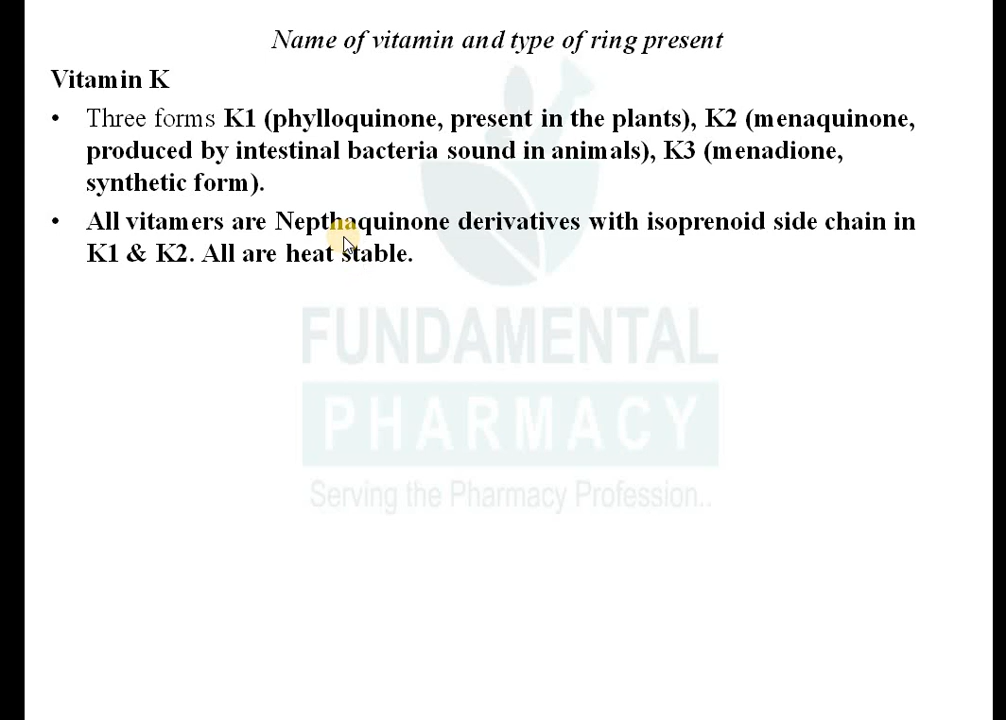 Name of vitamin and type of ring present
Vitamin K
• Three forms K1 (phylloquinone, present in the plants), K2 (menaquinone,
produced by intestinal bacteria sound in animals), K3 (menadione,
synthetic form).
• All vitamers are Nepthaquinone derivatives with isoprenoid side chain in
K1 & K2. All are heat stable.
FUNDAMENTAL
PHARMACY
Serving the Pharmacy Profession..